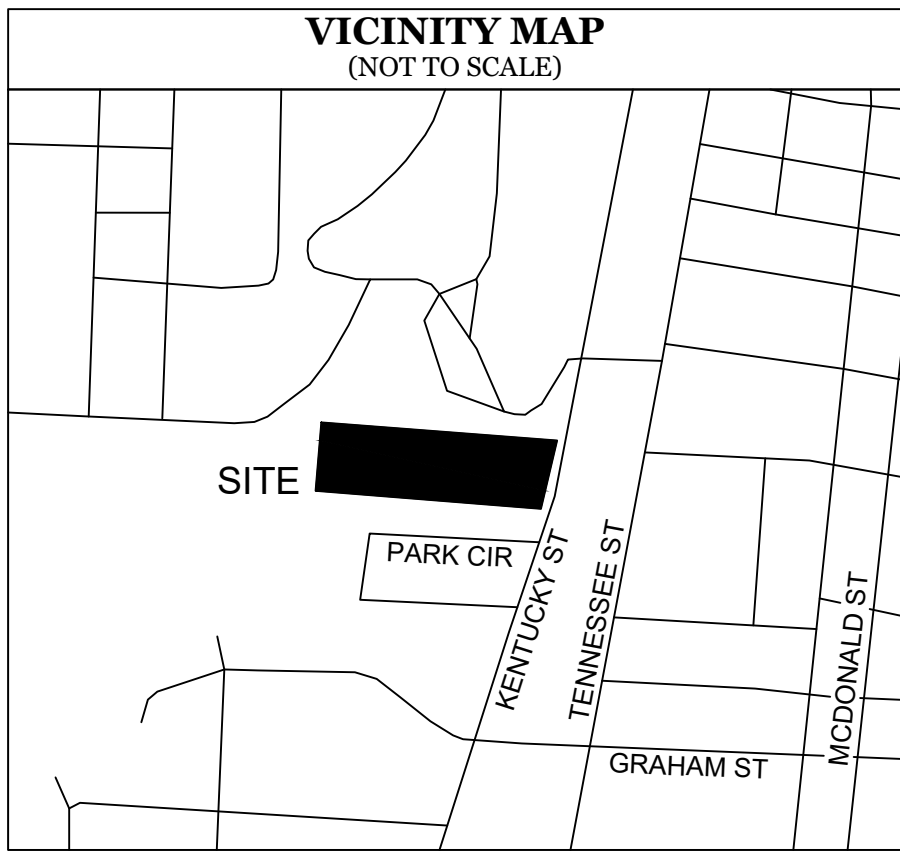 VICINITY MAP
(NOT TO SCALE)
SITE
PARK CIR
KENTUCKY ST
TENNESSEE ST
MCDONALD ST
GRAHAM ST